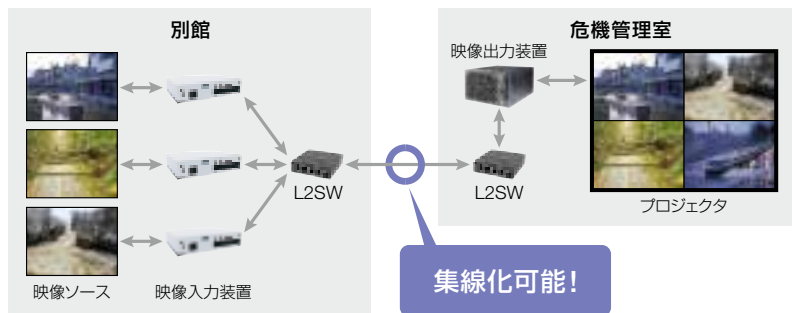 別館
危機管理室
映像出力装置
L2SW
L2SW
プロジェクタ
集線化可能！
映像ソース
映像入力装置